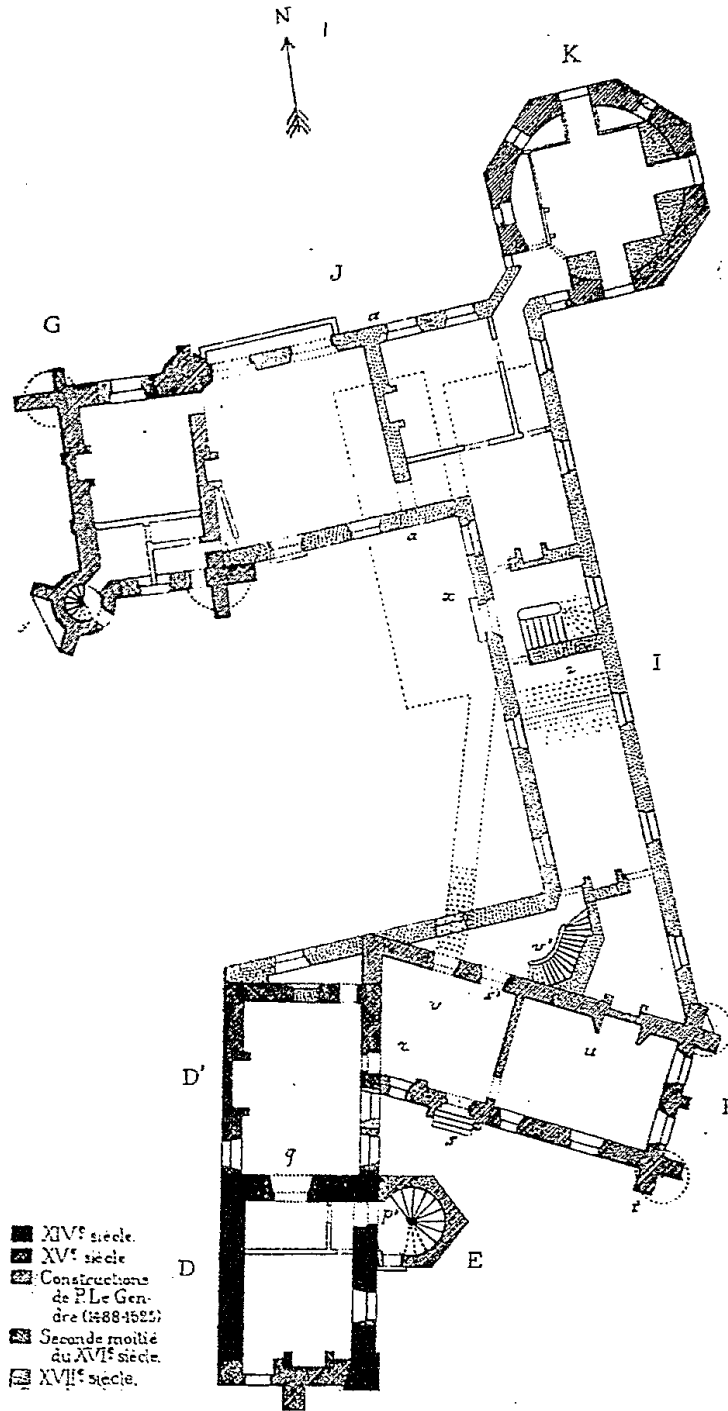 N
K
J
G
a
a
x
z
I
v'
v
s'
u
r
D'
s
q
t
p'
D
E
XIVᵉ siècle.
XVᵉ siècle
Constructions
de P. Le Gen-
dre (1488-1525)
Seconde moitié
du XVIᵉ siècle.
XVIIᵉ siècle.